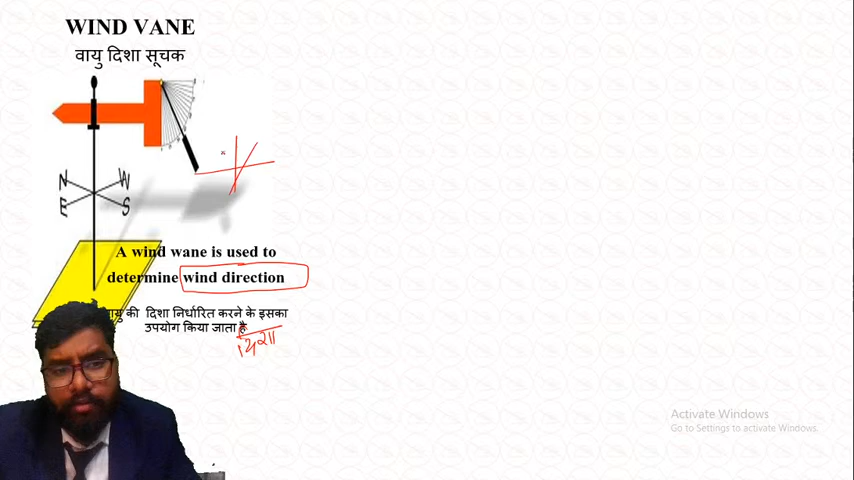 WIND VANE
वायु दिशा सूचक
N W
E S
A wind wane is used to
determine wind direction
की दिशा निर्धारित करने के इसका
उपयोग किया जाता है
दिशा
Activate Windows
Go to Settings to activate Windows.